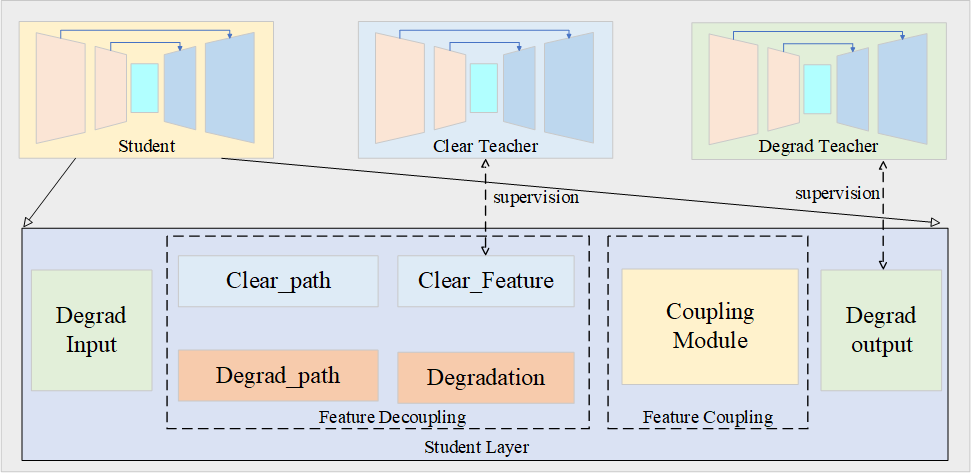 Student
Clear Teacher
Degrad Teacher
supervision
supervision
Degrad
Input
Clear_path
Clear_Feature
Degrad_path
Degradation
Feature Decoupling
Coupling
Module
Feature Coupling
Degrad
output
Student Layer